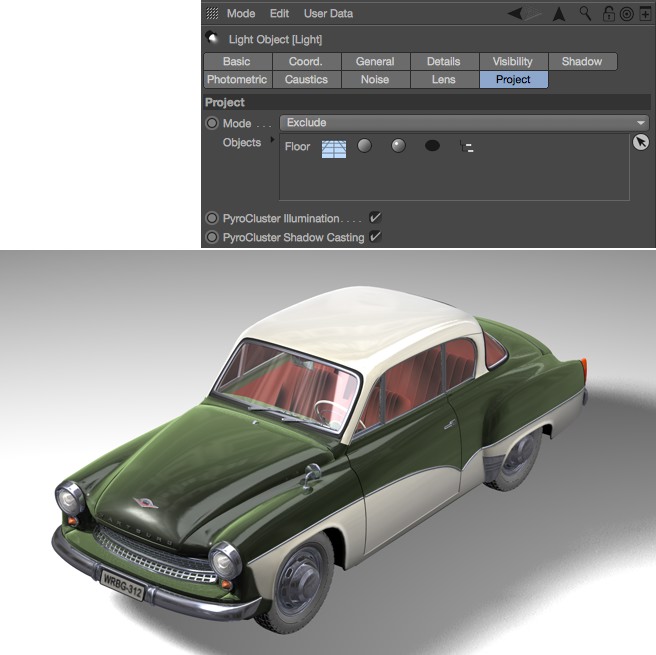 Mode Edit User Data
Light Object [Light]
Basic Coord. General Details Visibility Shadow
Photometric Caustics Noise Lens Project
Project
Mode . . . Exclude
Objects Floor
PyroCluster Illumination. . . .
PyroCluster Shadow Casting
WARTBURG
WRBG-312